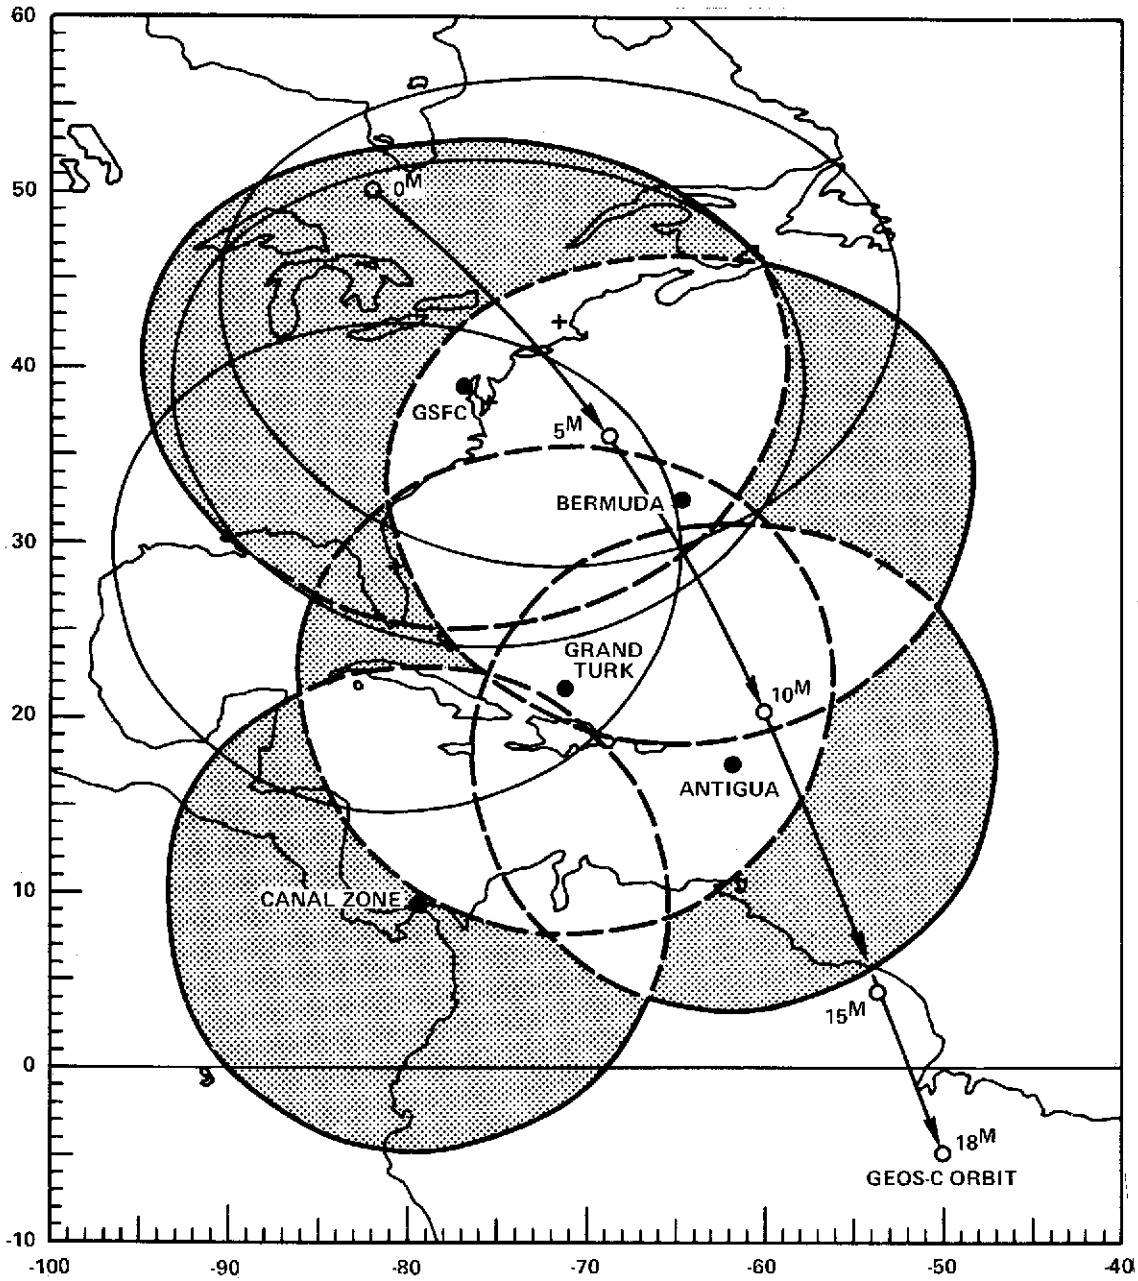 60
50
0M
40
GSFC
5M
BERMUDA
30
GRAND
TURK
20
10M
ANTIGUA
10
CANAL ZONE
15M
0
18M
GEOS-C ORBIT
-10
-100
-90
-80
-70
-60
-50
-40